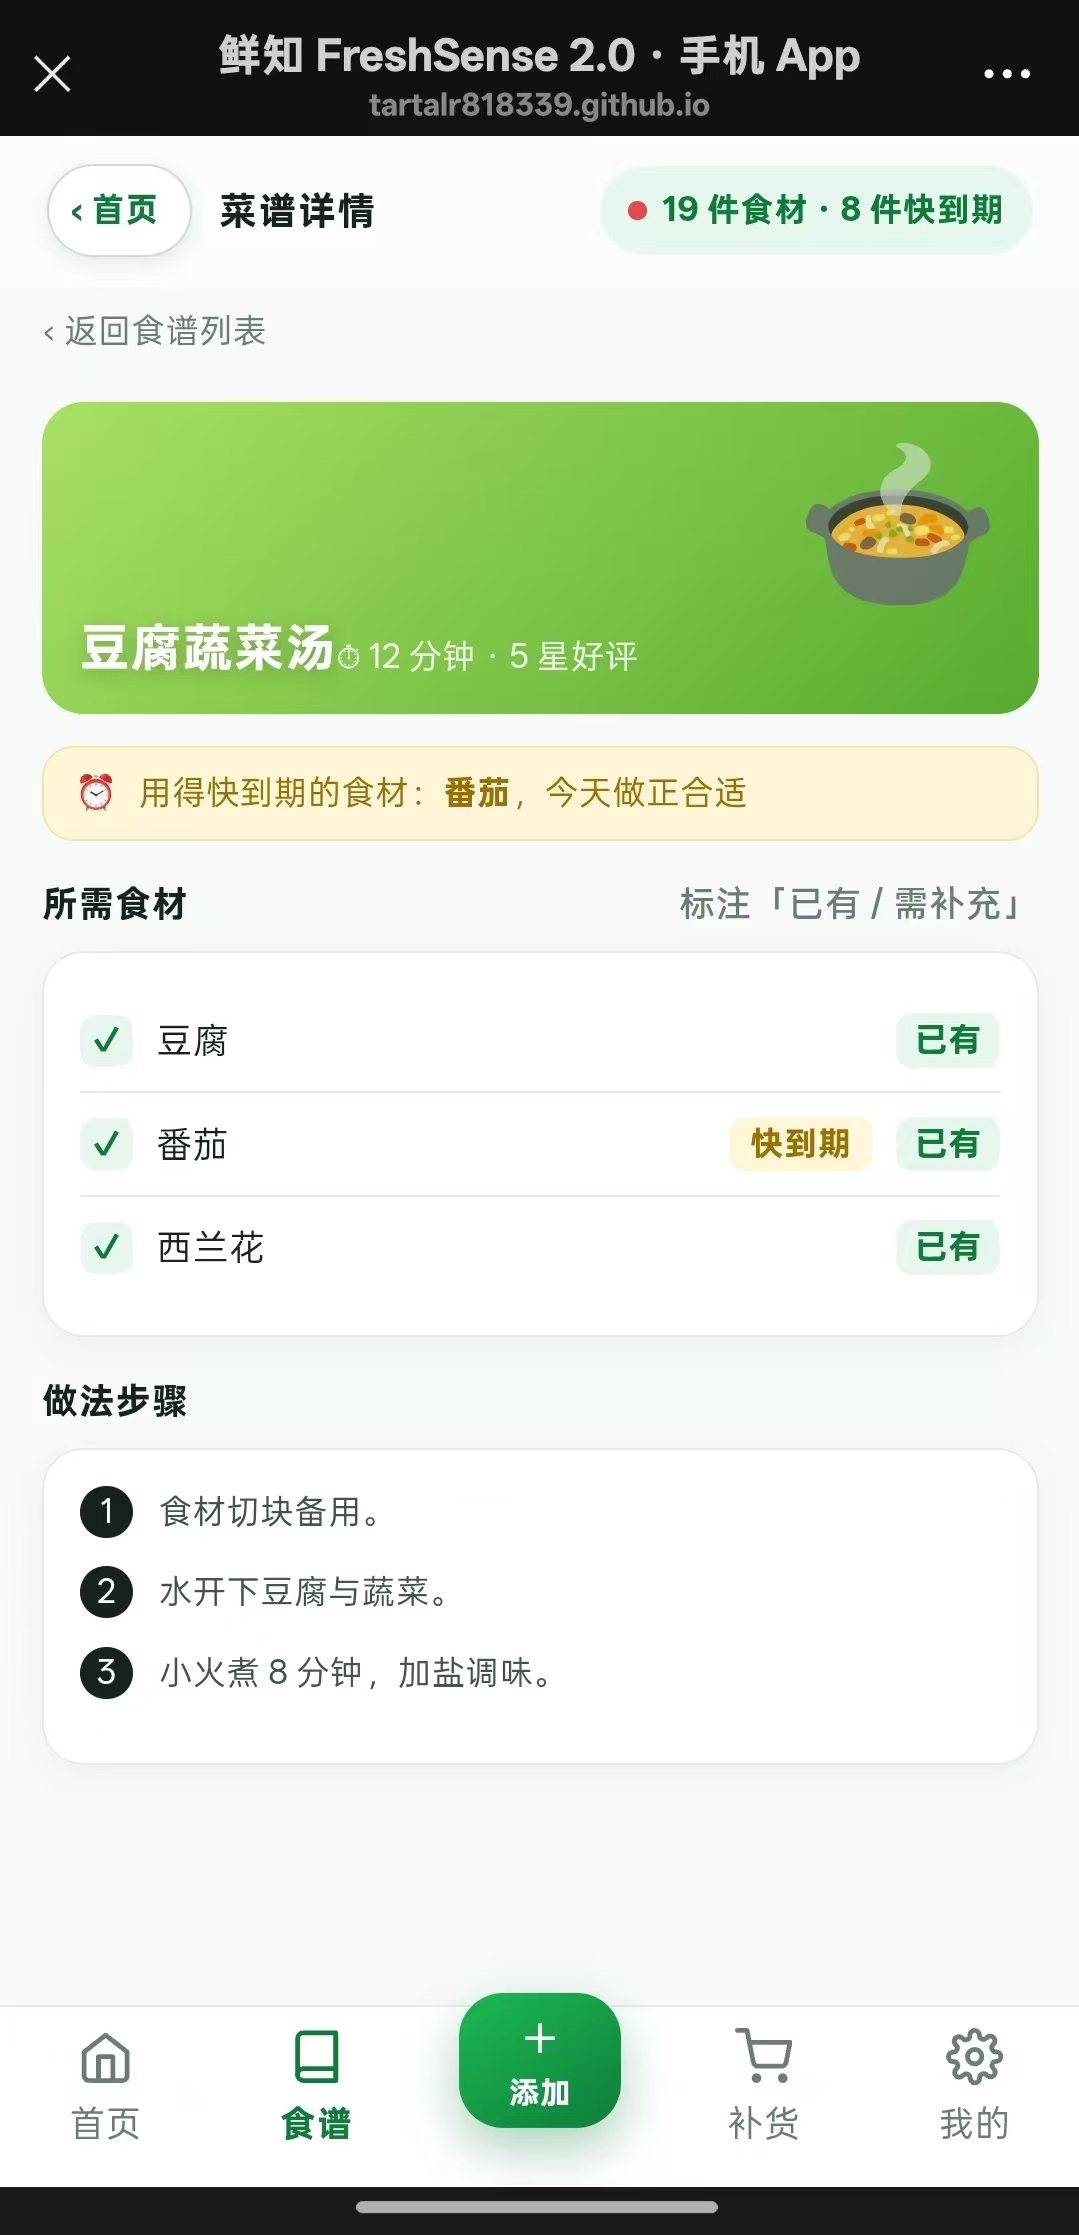 鲜知 FreshSense 2.0 · 手机 App
tartalr818339.github.io
‹ 首页
菜谱详情
19 件食材 · 8 件快到期
‹ 返回食谱列表
豆腐蔬菜汤⏱ 12 分钟 · 5 星好评
⏰ 用得快到期的食材：番茄，今天做正合适
所需食材
标注「已有 / 需补充」
✓ 豆腐 已有
✓ 番茄 快到期 已有
✓ 西兰花 已有
做法步骤
1 食材切块备用。
2 水开下豆腐与蔬菜。
3 小火煮 8 分钟，加盐调味。
首页
食谱
+
添加
补货
我的